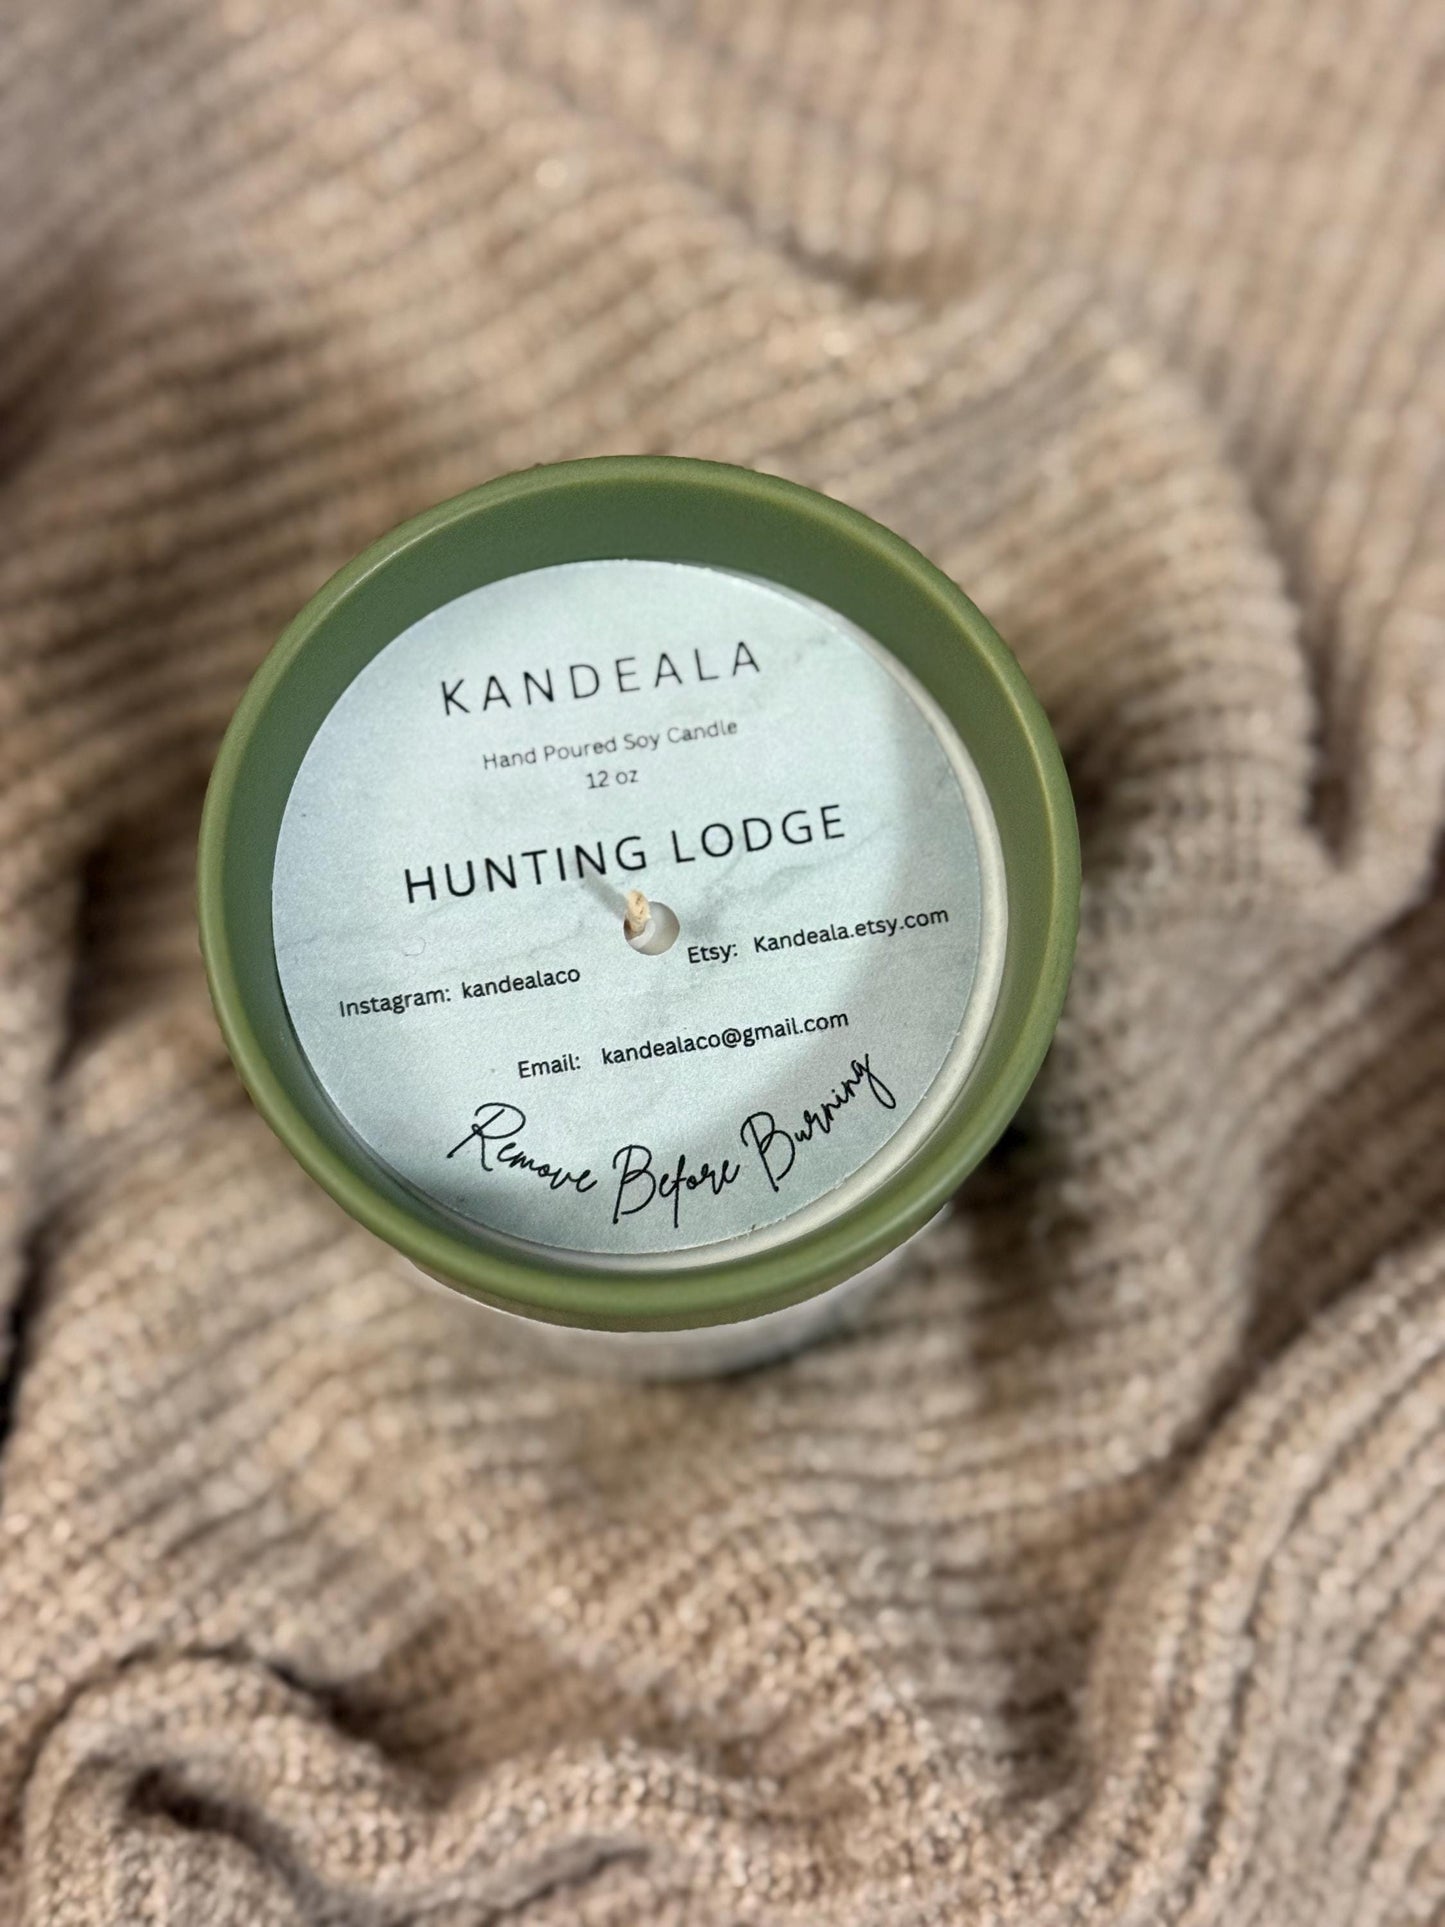 KANDEALA
Hand Poured Soy Candle
12 oz
HUNTING LODGE
Instagram: kandealaco
Etsy: Kandeala.etsy.com
Email: kandealaco@gmail.com
Remove Before Burning